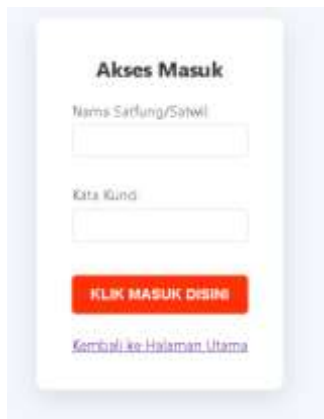 Akses Masuk
Nama Satfung/Satwil
Kata Kunci
KLIK MASUK DISINI
Kembali ke Halaman Utama